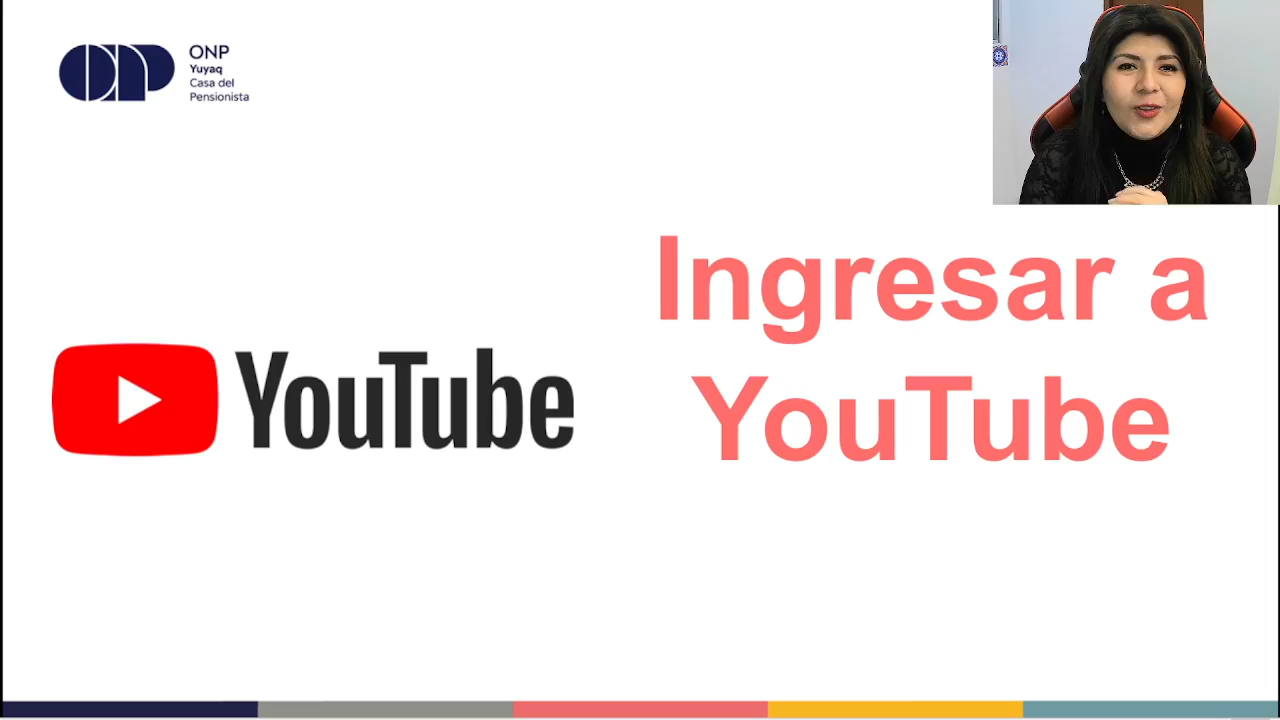 ONP
Yuyaq
Casa del
Pensionista
Ingresar a
YouTube
YouTube